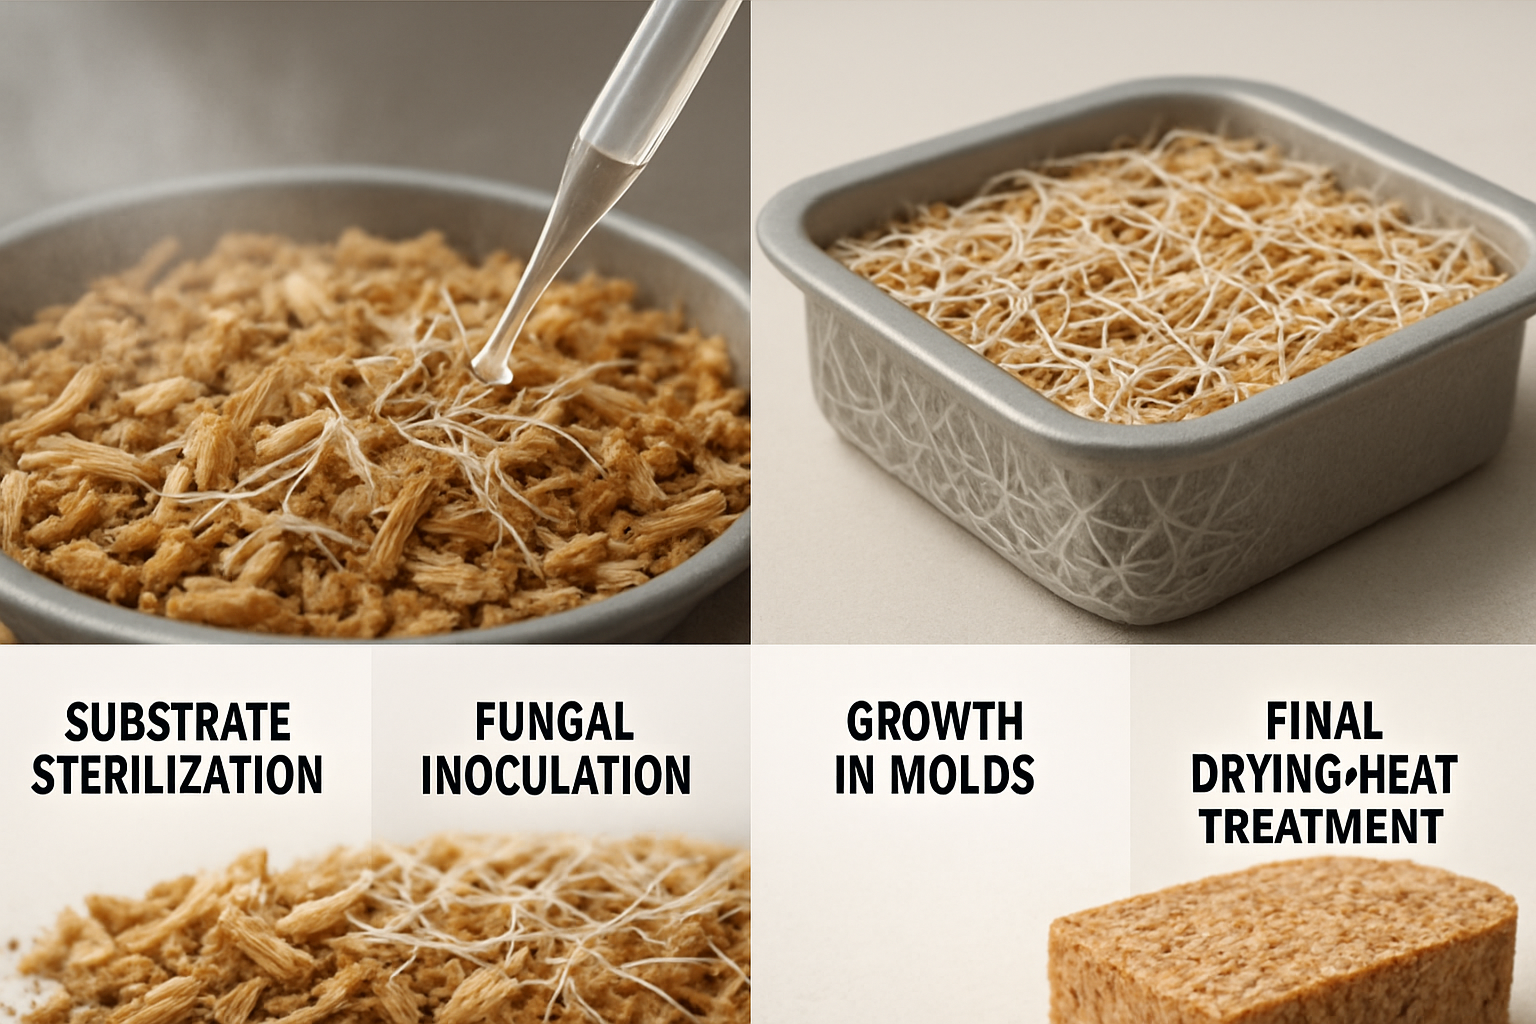 SUBSTRATE
STERILIZATION
FUNGAL
INOCULATION
GROWTH
IN MOLDS
FINAL
DRYING•HEAT
TREATMENT